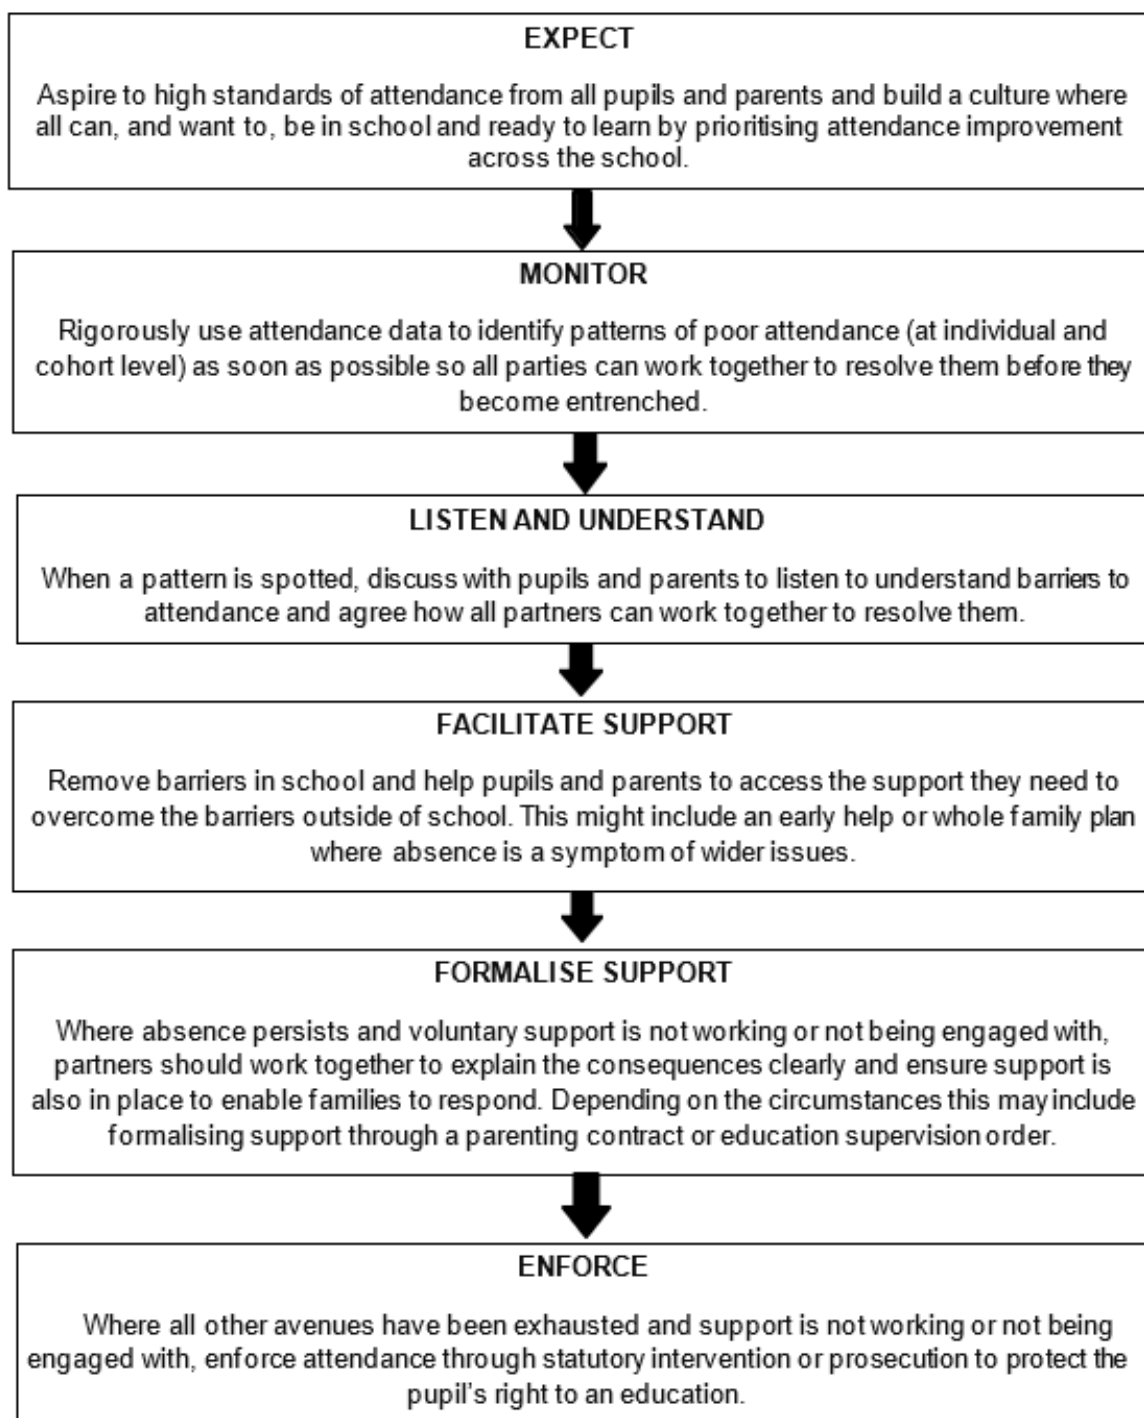 EXPECT
Aspire to high standards of attendance from all pupils and parents and build a culture where
all can, and want to, be in school and ready to learn by prioritising attendance improvement
across the school.
MONITOR
Rigorously use attendance data to identify patterns of poor attendance (at individual and
cohort level) as soon as possible so all parties can work together to resolve them before they
become entrenched.
LISTEN AND UNDERSTAND
When a pattern is spotted, discuss with pupils and parents to listen to understand barriers to
attendance and agree how all partners can work together to resolve them.
FACILITATE SUPPORT
Remove barriers in school and help pupils and parents to access the support they need to
overcome the barriers outside of school. This might include an early help or whole family plan
where absence is a symptom of wider issues.
FORMALISE SUPPORT
Where absence persists and voluntary support is not working or not being engaged with,
partners should work together to explain the consequences clearly and ensure support is
also in place to enable families to respond. Depending on the circumstances this may include
formalising support through a parenting contract or education supervision order.
ENFORCE
Where all other avenues have been exhausted and support is not working or not being
engaged with, enforce attendance through statutory intervention or prosecution to protect the
pupil's right to an education.